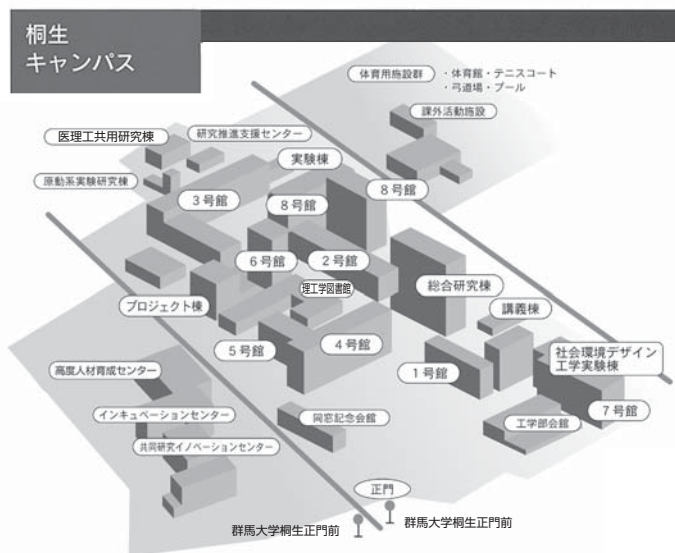 桐生
キャンパス
体育用施設群
・体育館・テニスコート
・弓道場・プール
課外活動施設
医理工共用研究棟
研究推進支援センター
実験棟
原動系実験研究棟
3号館
8号館
8号館
6号館
2号館
理工学図書館
総合研究棟
プロジェクト棟
講義棟
5号館
4号館
社会環境デザイン
工学実験棟
高度人材育成センター
1号館
インキュベーションセンター
同窓記念会館
工学部会館
7号館
共同研究イノベーションセンター
正門
群馬大学桐生正門前
群馬大学桐生正門前